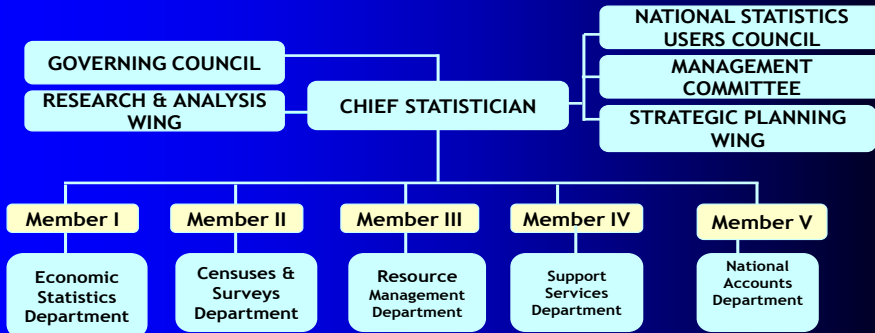 NATIONAL STATISTICS
USERS COUNCIL
GOVERNING COUNCIL
MANAGEMENT
COMMITTEE
RESEARCH & ANALYSIS
WING
CHIEF STATISTICIAN
STRATEGIC PLANNING
WING
Member I
Member II
Member III
Member IV
Member V
Economic
Statistics
Department
Censuses &
Surveys
Department
Resource
Management
Department
Support
Services
Department
National
Accounts
Department